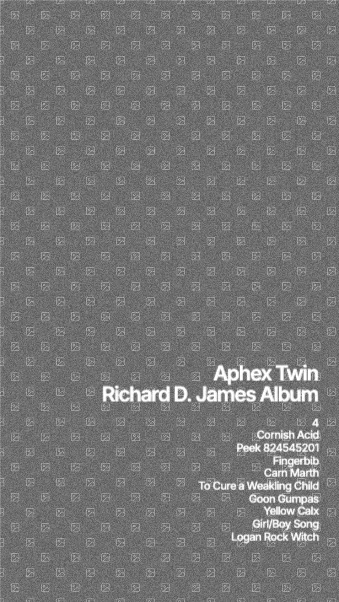 Aphex Twin
Richard D. James Album
4
Cornish Acid
Peek 824545201
Fingerbib
Carn Marth
To Cure a Weakling Child
Goon Gumpas
Yellow Calx
Girl/Boy Song
Logan Rock Witch